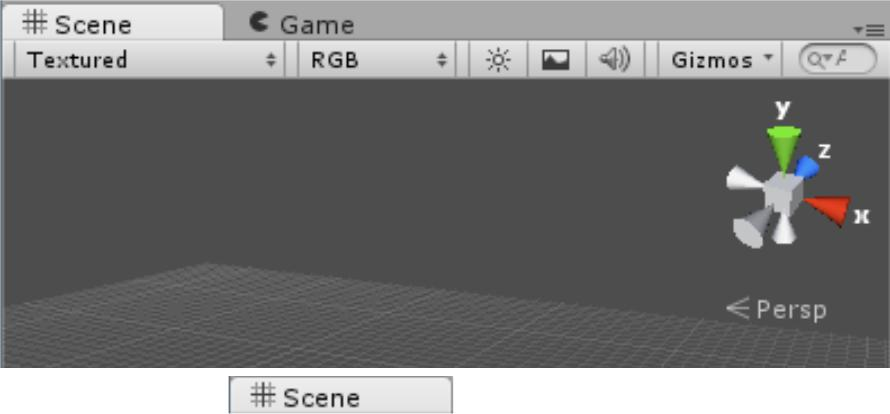 Scene Game
Textured RGB Gizmos
y
z
x
Persp
Scene